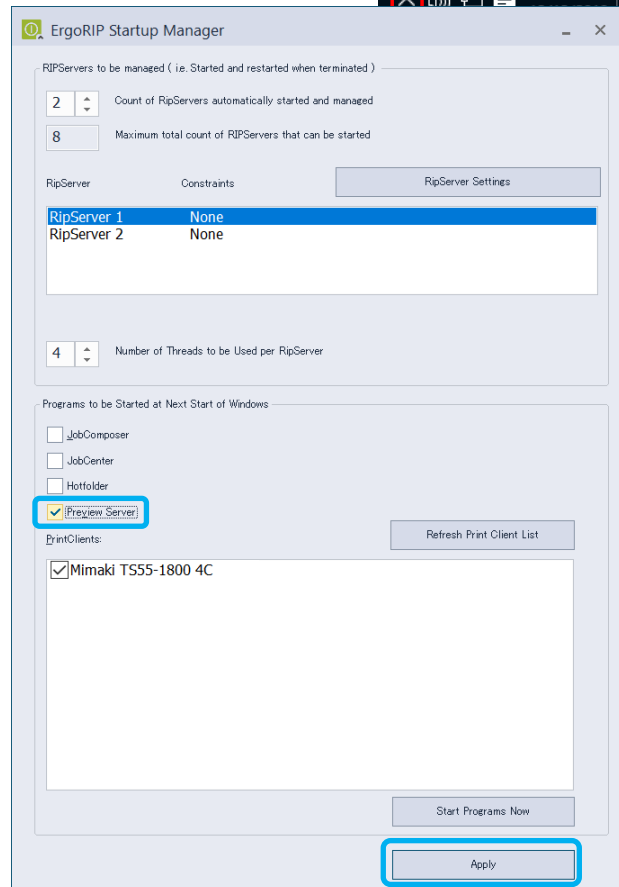 ErgoRIP Startup Manager
RIPServers to be managed ( i.e. Started and restarted when terminated )
2 Count of RipServers automatically started and managed
8 Maximum total count of RIPServers that can be started
RipServer Constraints RipServer Settings
RipServer 1 None
RipServer 2 None
4 Number of Threads to be Used per RipServer
Programs to be Started at Next Start of Windows
JobComposer
JobCenter
Hotfolder
Preview Server
PrintClients: Refresh Print Client List
Mimaki TS55-1800 4C
Start Programs Now
Apply